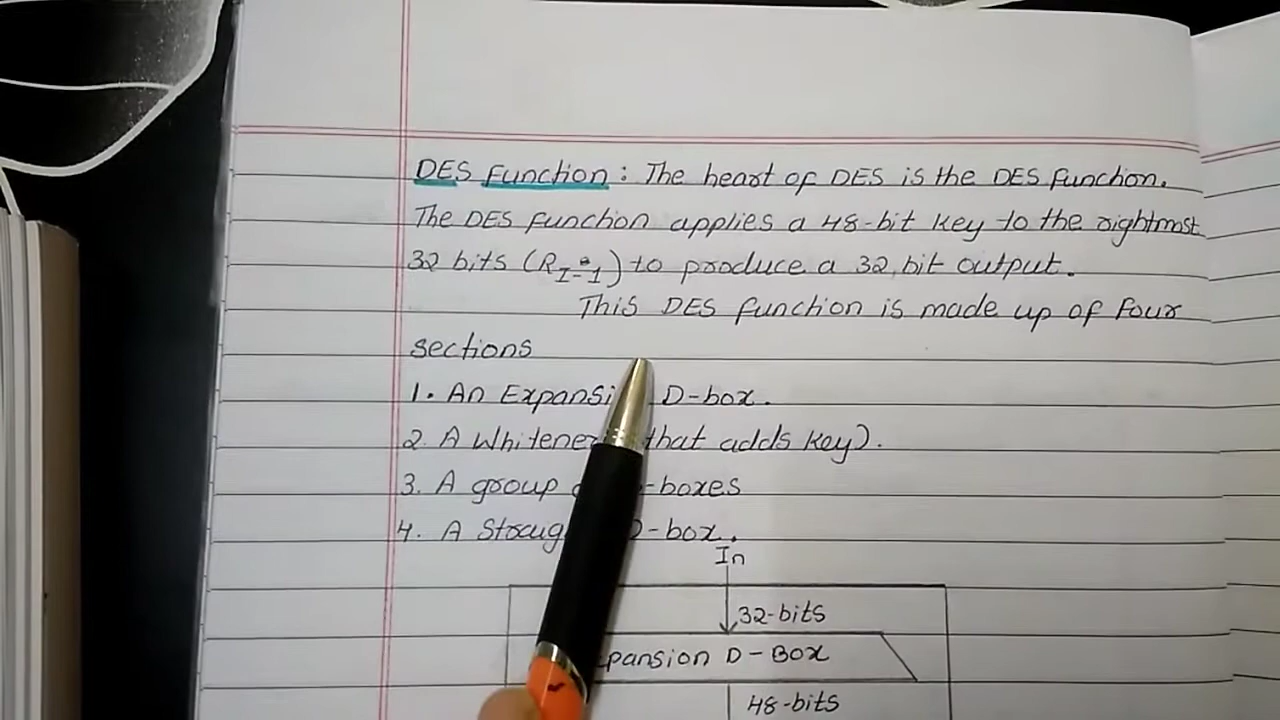 DES Function : The heart of DES is the DES function.
The DES function applies a 48-bit key to the rightmost
32 bits (R I-1) to produce a 32 bit output.
This DES function is made up of four
sections
1. An Expansi D-box.
2. A Whitener that adds key).
3. A group -boxes
4. A D-box.
In
32-bits
pansion D-Box
48-bits